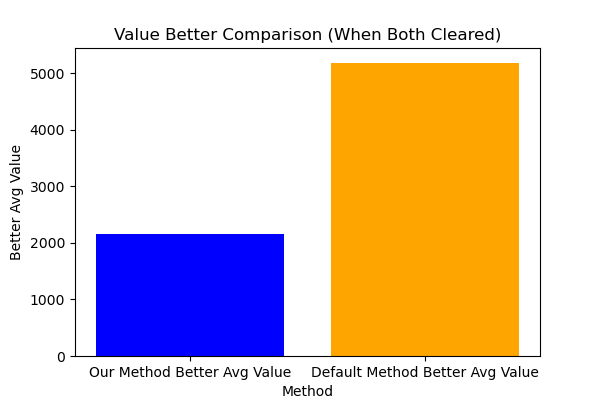 Value Better Comparison (When Both Cleared)
5000
4000
3000
2000
1000
0
Better Avg Value
Our Method Better Avg Value
Default Method Better Avg Value
Method